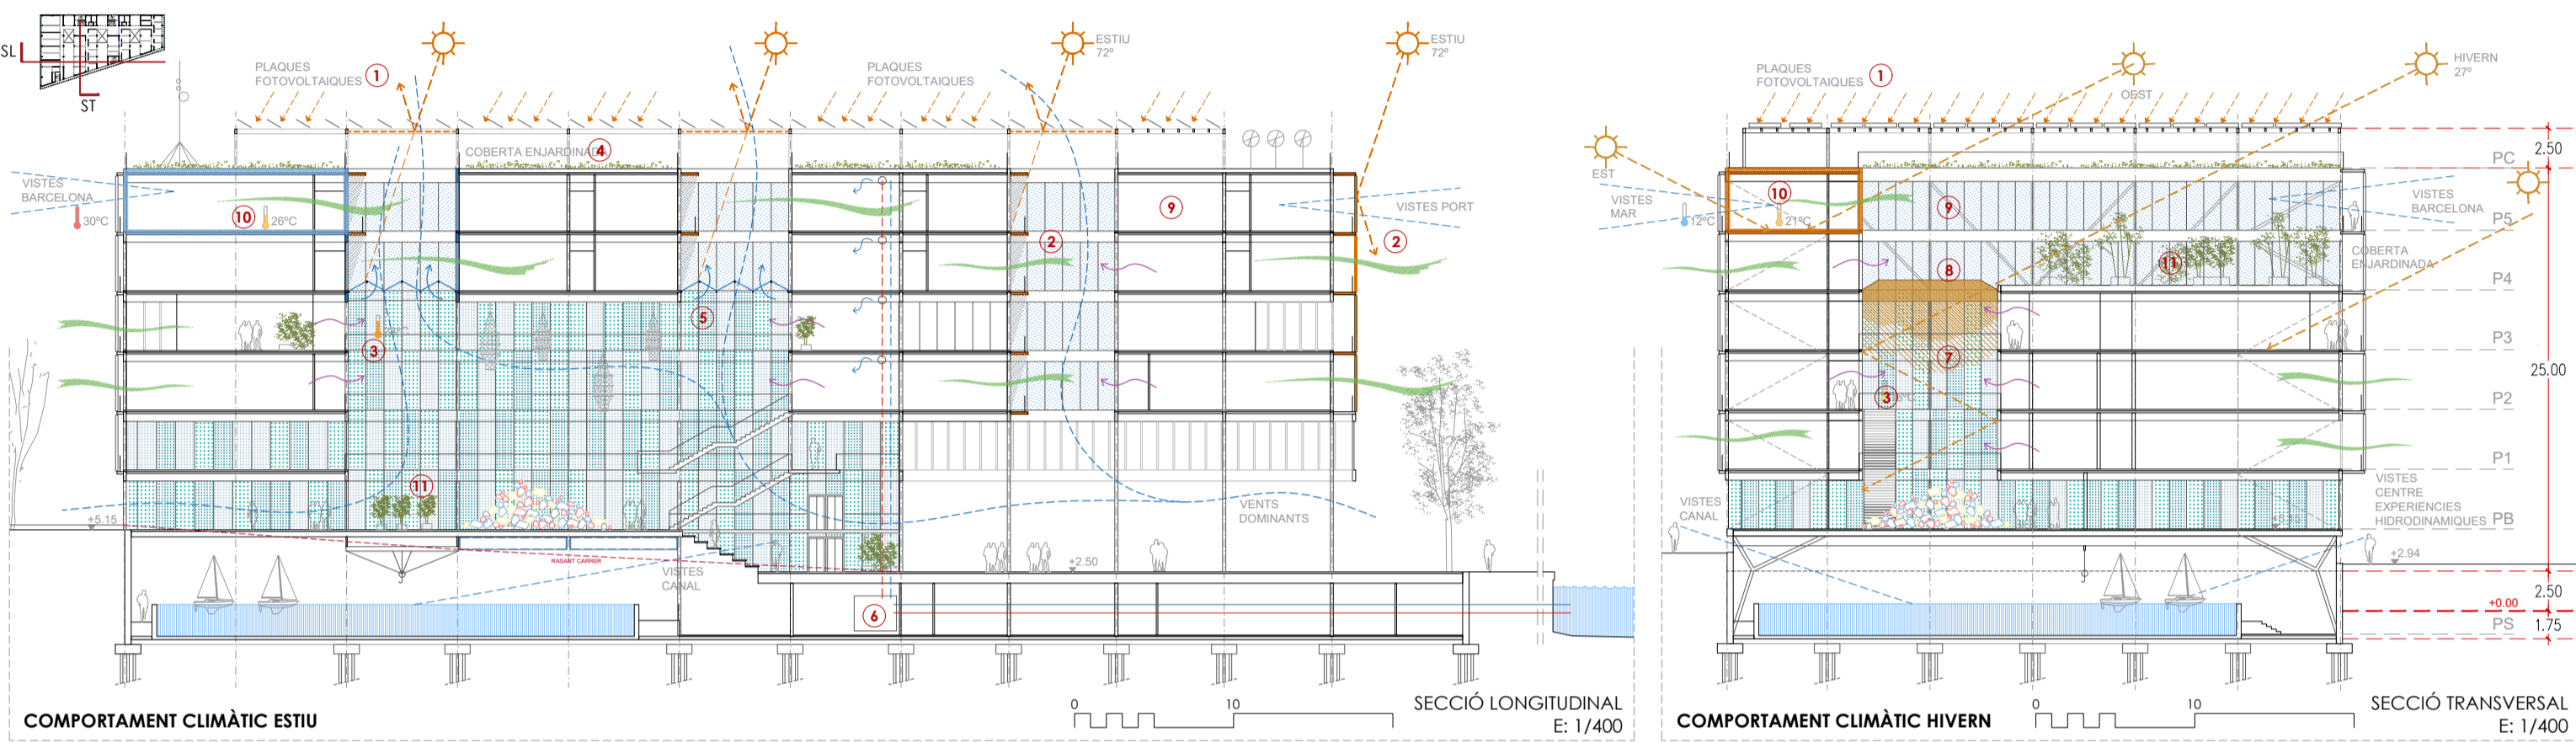 SL
ST
PLAQUES
FOTOVOLTAIQUES
1
ESTIU
72º
PLAQUES
FOTOVOLTAIQUES
ESTIU
72º
COBERTA ENJARDINADA
4
VISTES
BARCELONA
30ºC
10
26ºC
9
VISTES PORT
2
2
5
3
11
VENTS
DOMINANTS
+5.15
+2.50
RASANT CARRER
VISTES
CANAL
6
COMPORTAMENT CLIMÀTIC ESTIU
0
10
SECCIÓ LONGITUDINAL
E: 1/400
PLAQUES
FOTOVOLTAIQUES
1
OEST
HIVERN
27º
EST
VISTES
MAR
12ºC
10
21ºC
9
VISTES
BARCELONA
COBERTA
ENJARDINADA
11
8
7
3
VISTES
CANAL
VISTES
CENTRE
EXPERIENCIES
HIDRODINAMIQUES
PC
P5
P4
P3
P2
P1
PB
PS
2.50
25.00
+2.94
2.50
+0.00
1.75
COMPORTAMENT CLIMÀTIC HIVERN
0
10
SECCIÓ TRANSVERSAL
E: 1/400